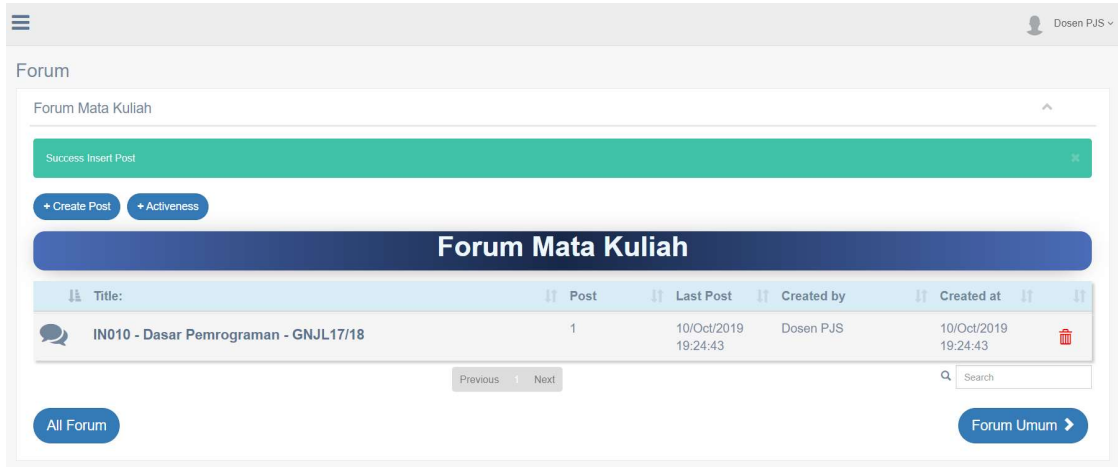 Dosen PJS
Forum
Forum Mata Kuliah
Success Insert Post
+ Create Post + Activeness
Forum Mata Kuliah
Title: Post Last Post Created by Created at
IN010 - Dasar Pemrograman - GNJL17/18 1 10/Oct/2019 Dosen PJS 10/Oct/2019
19:24:43 19:24:43
Previous 1 Next Search
All Forum Forum Umum